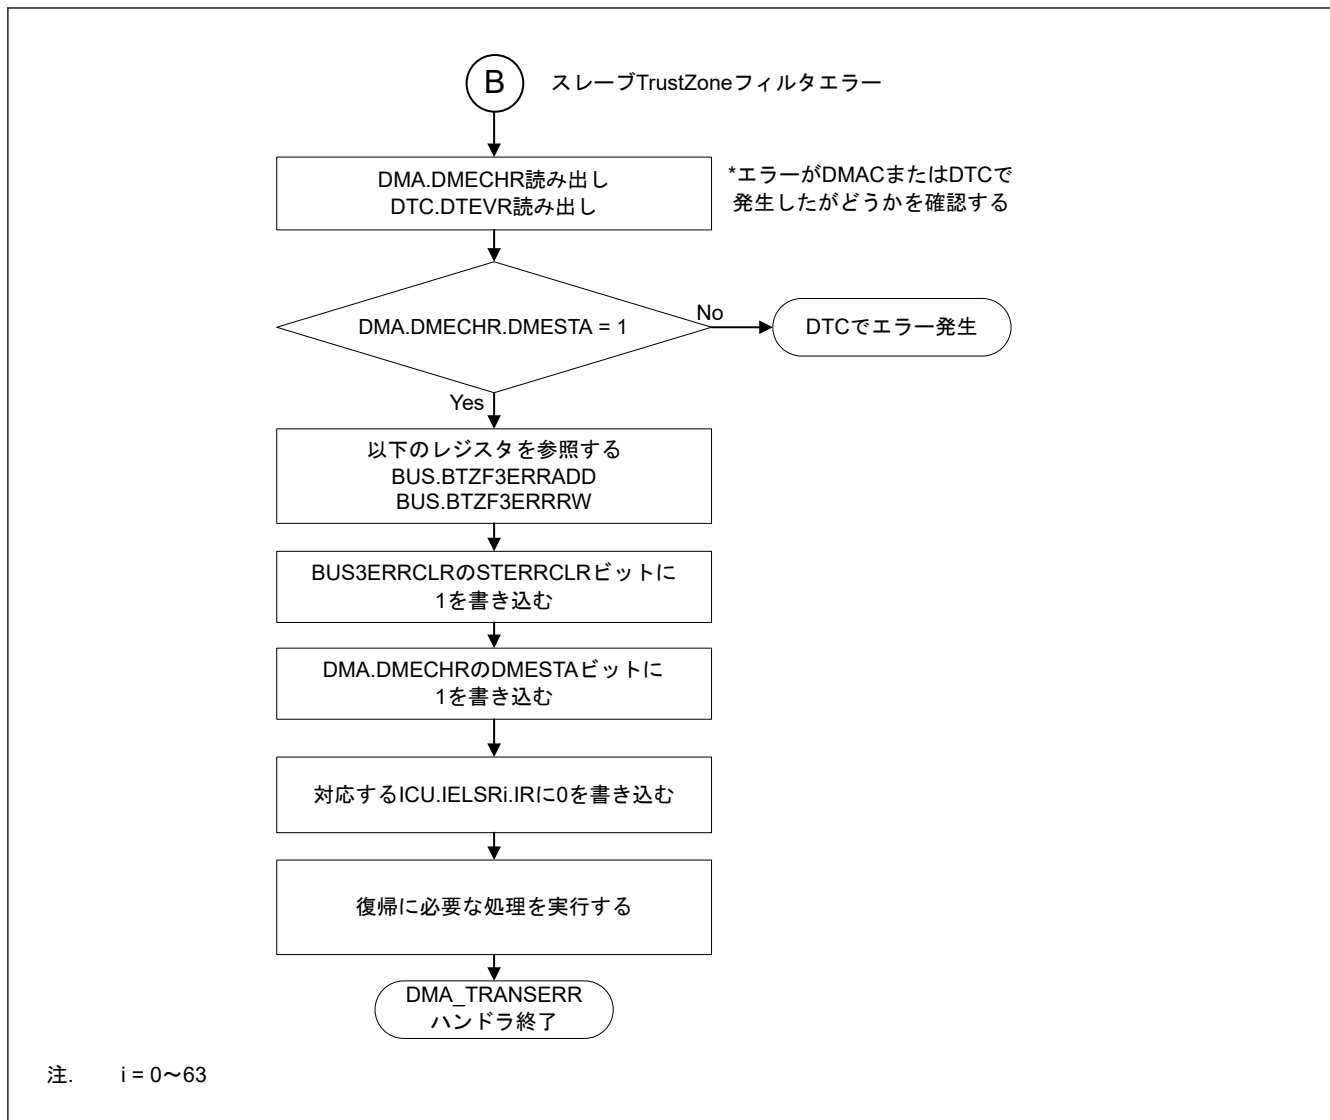 B
スレーブTrustZoneフィルタエラー
DMA.DMECHR読み出し
DTC.DTEVR読み出し
*エラーがDMACまたはDTCで
発生したがどうかを確認する
DMA.DMECHR.DMESTA = 1
No
DTCでエラー発生
Yes
以下のレジスタを参照する
BUS.BTZF3ERRADD
BUS.BTZF3ERRRW
BUS3ERRCLRのSTERRCLRビットに
1を書き込む
DMA.DMECHRのDMESTAビットに
1を書き込む
対応するICU.IELSRi.IRに0を書き込む
復帰に必要な処理を実行する
DMA_TRANSERR
ハンドラ終了
注. i = 0～63